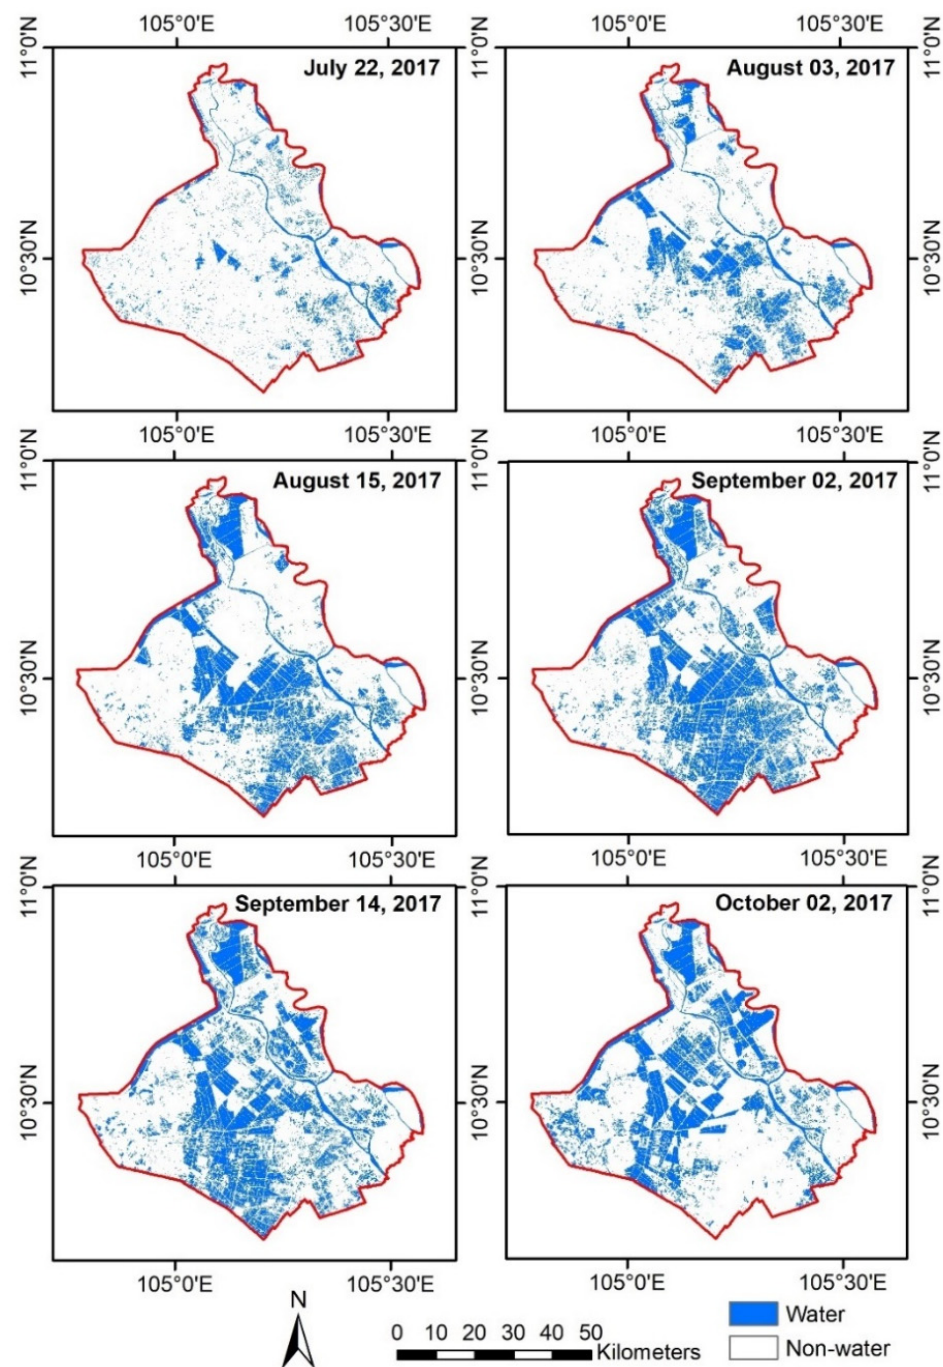 105°0'E 105°30'E
11°0'N July 22, 2017 August 03, 2017 11°0'N
10°30'N 10°30'N
105°0'E 105°30'E 105°0'E 105°30'E
11°0'N August 15, 2017 September 02, 2017 11°0'N
10°30'N 10°30'N
105°0'E 105°30'E 105°0'E 105°30'E
11°0'N September 14, 2017 October 02, 2017 11°0'N
10°30'N 10°30'N
105°0'E 105°30'E 105°0'E 105°30'E
N
0 10 20 30 40 50 Kilometers
Water
Non-water